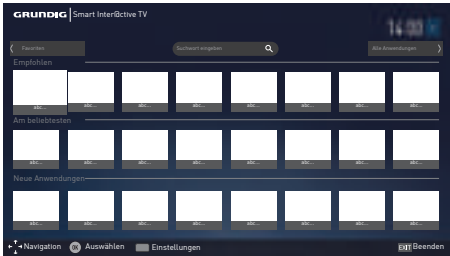 GRUNDIG Smart Inter@ctive TV
14:00
Favoriten Suchwort eingeben Alle Anwendungen
Empfohlen
abc... abc... abc... abc... abc... abc... abc... abc...
Am beliebtesten
abc... abc... abc... abc... abc... abc... abc... abc...
Neue Anwendungen
abc... abc... abc... abc... abc... abc... abc... abc...
Navigation OK Auswählen Einstellungen EXIT Beenden